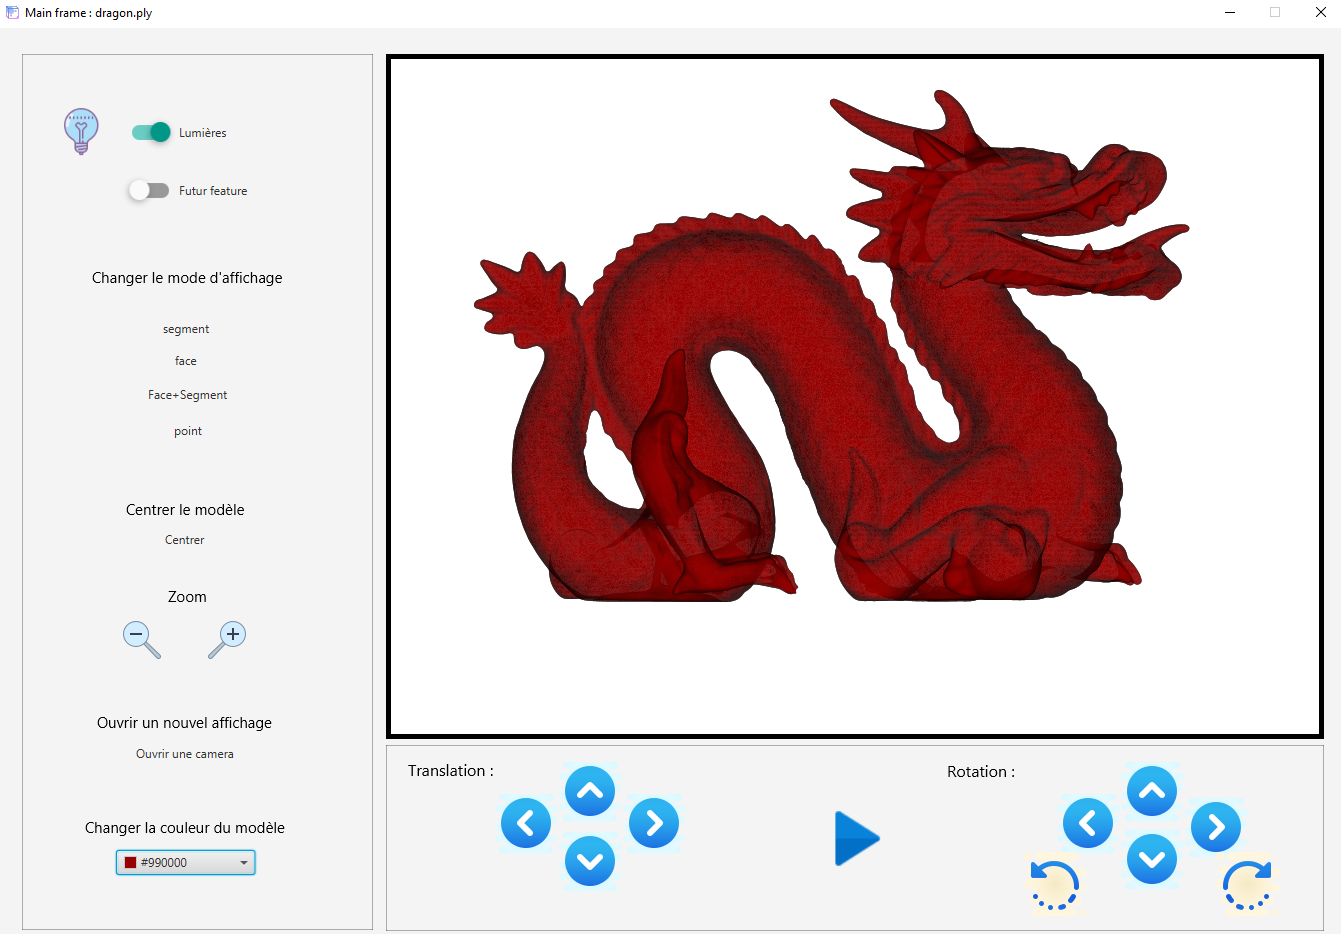 Main frame : dragon.ply
Lumières
Futur feature
Changer le mode d'affichage
segment
face
Face+Segment
point
Centrer le modèle
Centrer
Zoom
Ouvrir un nouvel affichage
Ouvrir une camera
Changer la couleur du modèle
#990000
Translation :
Rotation :